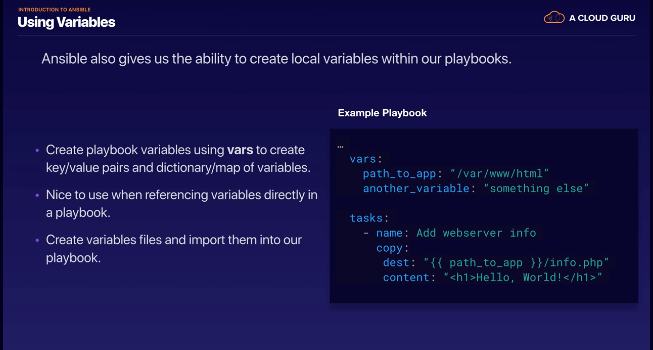 INTRODUCTION TO ANSIBLE
Using Variables
A CLOUD GURU
Ansible also gives us the ability to create local variables within our playbooks.
• Create playbook variables using vars to create
key/value pairs and dictionary/map of variables.
• Nice to use when referencing variables directly in
a playbook.
• Create variables files and import them into our
playbook.
Example Playbook
…
vars:
path_to_app: "/var/www/html"
another_variable: "something else"
tasks:
- name: Add webserver info
copy:
dest: "{{ path_to_app }}/info.php"
content: "<h1>Hello, World!</h1>"